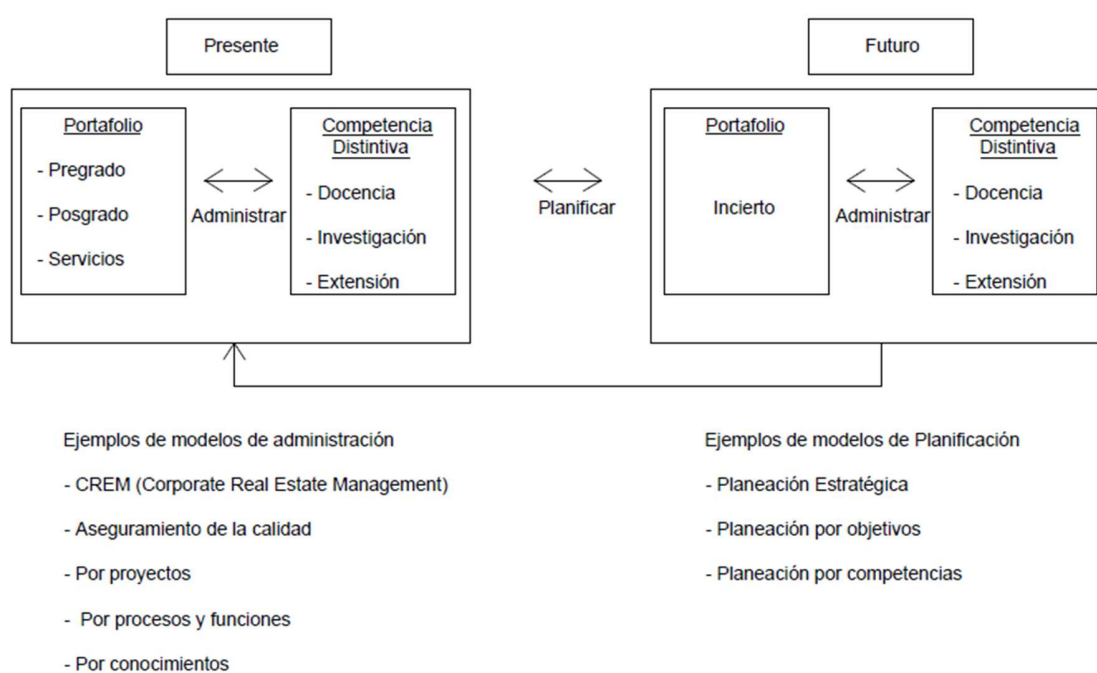 Presente
Futuro
Portafolio
- Pregrado
- Posgrado
- Servicios
Administrar
Competencia
Distintiva
- Docencia
- Investigación
- Extensión
Planificar
Portafolio
Incierto
Administrar
Competencia
Distintiva
- Docencia
- Investigación
- Extensión
Ejemplos de modelos de administración
- CREM (Corporate Real Estate Management)
- Aseguramiento de la calidad
- Por proyectos
- Por procesos y funciones
- Por conocimientos
Ejemplos de modelos de Planificación
- Planeación Estratégica
- Planeación por objetivos
- Planeación por competencias